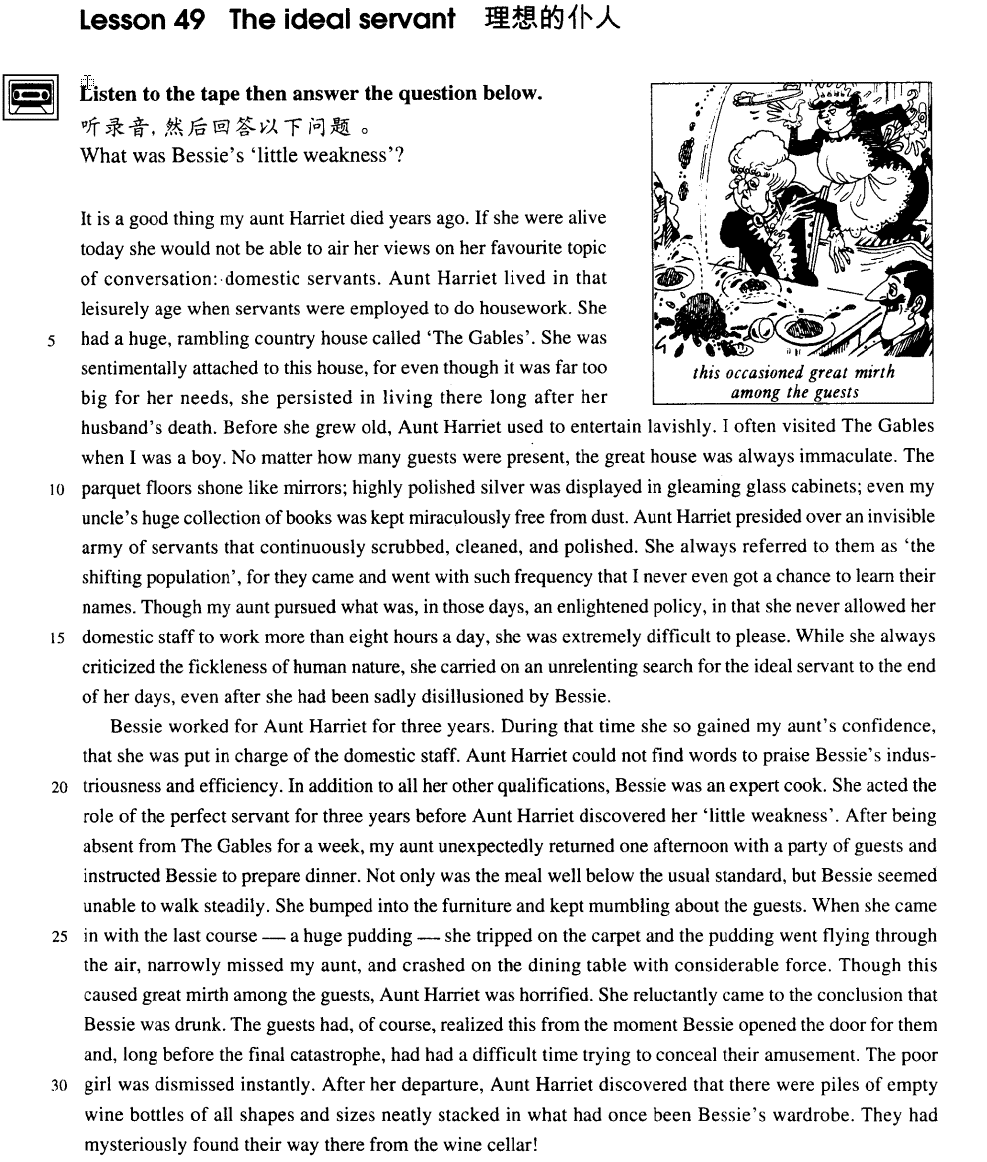 Lesson 49 The ideal servant 理想的仆人
Listen to the tape then answer the question below.
听录音，然后回答以下问题。
What was Bessie's ‘little weakness’?
It is a good thing my aunt Harriet died years ago. If she were alive
today she would not be able to air her views on her favourite topic
of conversation: domestic servants. Aunt Harriet lived in that
leisurely age when servants were employed to do housework. She
5 had a huge, rambling country house called ‘The Gables’. She was
sentimentally attached to this house, for even though it was far too
big for her needs, she persisted in living there long after her
this occasioned great mirth
among the guests
husband's death. Before she grew old, Aunt Harriet used to entertain lavishly. I often visited The Gables
when I was a boy. No matter how many guests were present, the great house was always immaculate. The
10 parquet floors shone like mirrors; highly polished silver was displayed in gleaming glass cabinets; even my
uncle's huge collection of books was kept miraculously free from dust. Aunt Harriet presided over an invisible
army of servants that continuously scrubbed, cleaned, and polished. She always referred to them as ‘the
shifting population’, for they came and went with such frequency that I never even got a chance to learn their
names. Though my aunt pursued what was, in those days, an enlightened policy, in that she never allowed her
15 domestic staff to work more than eight hours a day, she was extremely difficult to please. While she always
criticized the fickleness of human nature, she carried on an unrelenting search for the ideal servant to the end
of her days, even after she had been sadly disillusioned by Bessie.
Bessie worked for Aunt Harriet for three years. During that time she so gained my aunt's confidence,
that she was put in charge of the domestic staff. Aunt Harriet could not find words to praise Bessie's indus-
20 triousness and efficiency. In addition to all her other qualifications, Bessie was an expert cook. She acted the
role of the perfect servant for three years before Aunt Harriet discovered her ‘little weakness’. After being
absent from The Gables for a week, my aunt unexpectedly returned one afternoon with a party of guests and
instructed Bessie to prepare dinner. Not only was the meal well below the usual standard, but Bessie seemed
unable to walk steadily. She bumped into the furniture and kept mumbling about the guests. When she came
25 in with the last course — a huge pudding — she tripped on the carpet and the pudding went flying through
the air, narrowly missed my aunt, and crashed on the dining table with considerable force. Though this
caused great mirth among the guests, Aunt Harriet was horrified. She reluctantly came to the conclusion that
Bessie was drunk. The guests had, of course, realized this from the moment Bessie opened the door for them
and, long before the final catastrophe, had had a difficult time trying to conceal their amusement. The poor
30 girl was dismissed instantly. After her departure, Aunt Harriet discovered that there were piles of empty
wine bottles of all shapes and sizes neatly stacked in what had once been Bessie's wardrobe. They had
mysteriously found their way there from the wine cellar!